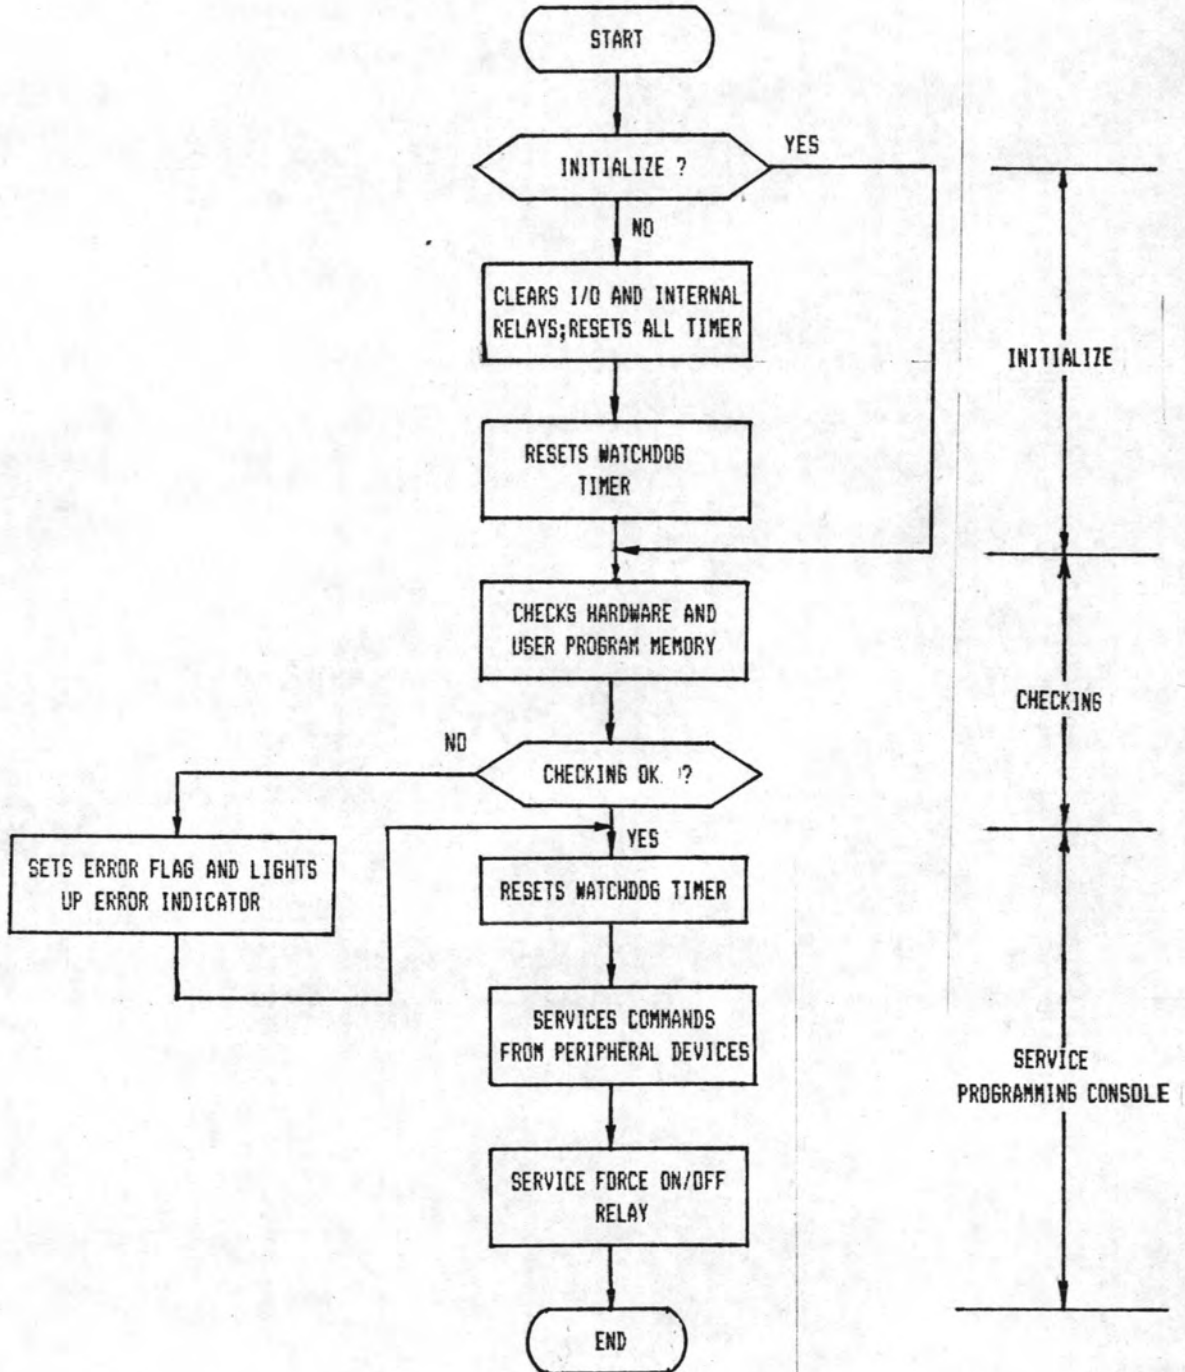 START
INITIALIZE ?
YES
NO
CLEARS I/O AND INTERNAL
RELAYS;RESETS ALL TIMER
INITIALIZE
RESETS WATCHDOG
TIMER
CHECKS HARDWARE AND
USER PROGRAM MEMORY
CHECKING
NO
CHECKING OK ?
YES
SETS ERROR FLAG AND LIGHTS
UP ERROR INDICATOR
RESETS WATCHDOG TIMER
SERVICES COMMANDS
FROM PERIPHERAL DEVICES
SERVICE
PROGRAMMING CONSOLE
SERVICE FORCE ON/OFF
RELAY
END